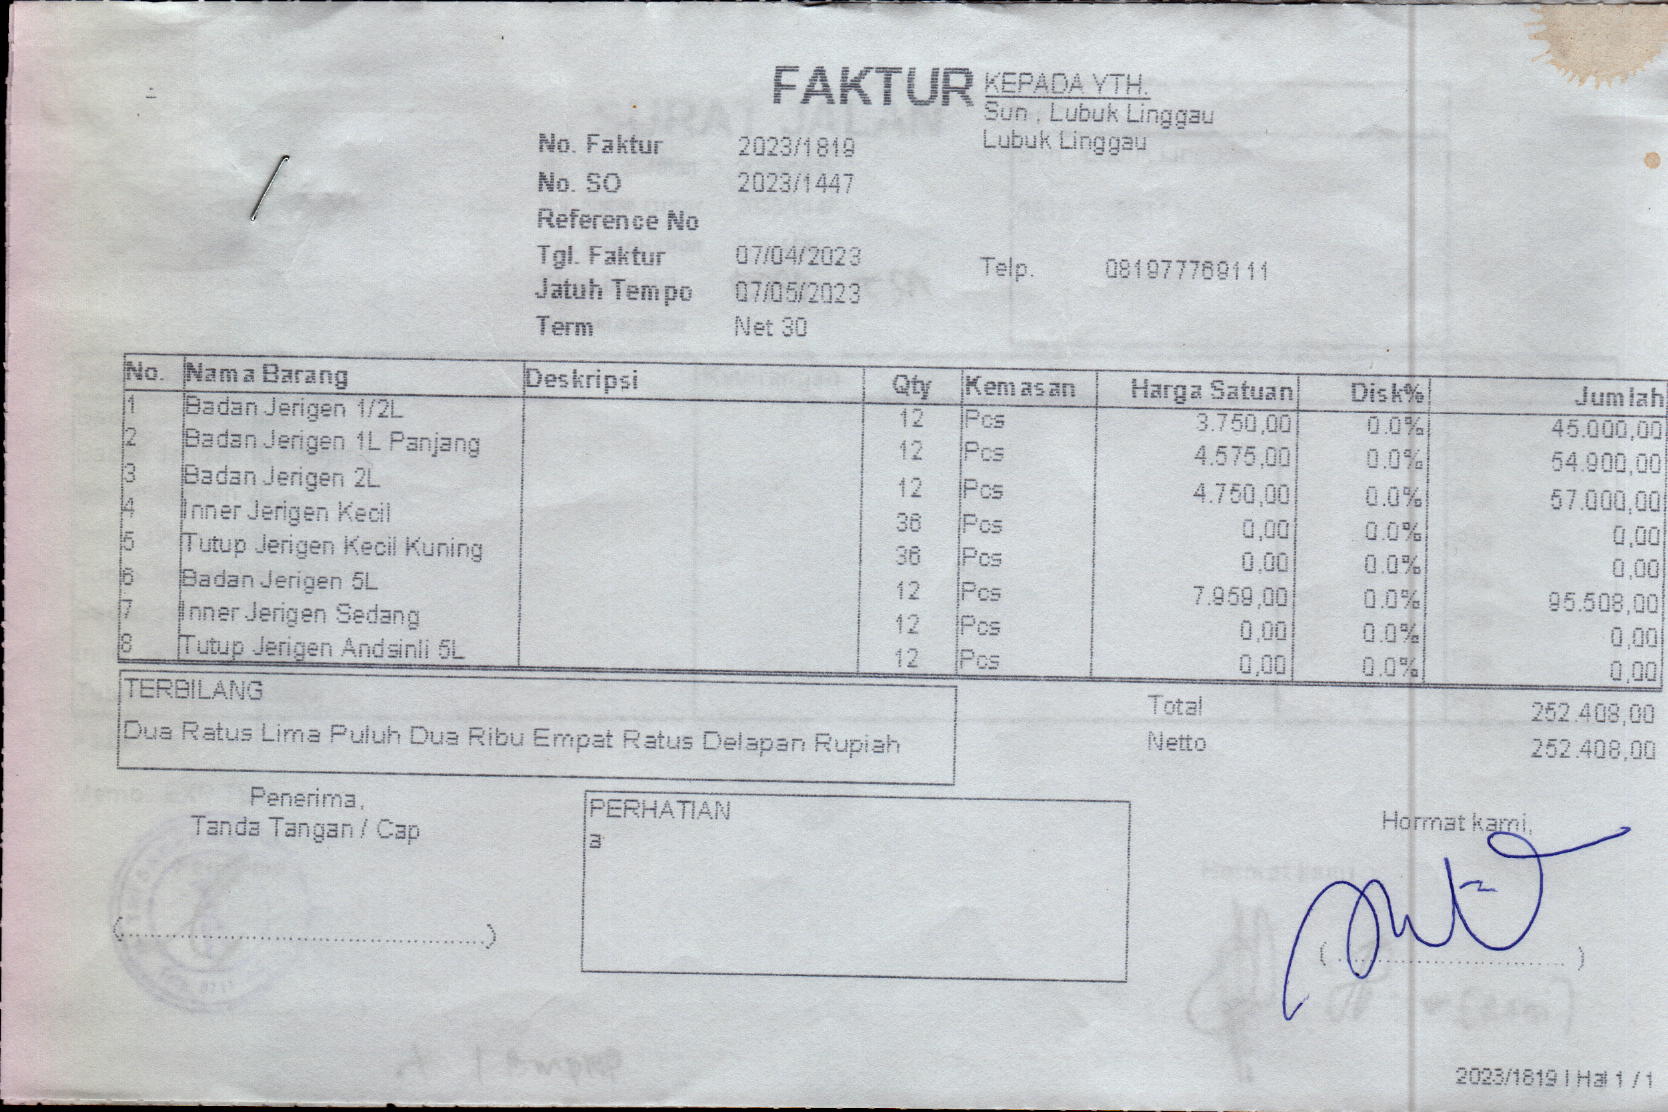 FAKTUR
KEPADA YTH.
Sun , Lubuk Linggau
Lubuk Linggau
No. Faktur 2023/1819
No. SO 2023/1447
Reference No
Tgl. Faktur 07/04/2023
Telp. 081977769111
Jatuh Tempo 07/05/2023
Term Net 30
No. Nama Barang Deskripsi Qty Kemasan Harga Satuan Disk% Jumlah
1 Badan Jerigen 1/2L 12 Pcs 3.750,00 0.0% 45.000,00
2 Badan Jerigen 1L Panjang 12 Pcs 4.575,00 0.0% 54.900,00
3 Badan Jerigen 2L 12 Pcs 4.750,00 0.0% 57.000,00
4 Inner Jerigen Kecil 36 Pcs 0,00 0.0% 0,00
5 Tutup Jerigen Kecil Kuning 36 Pcs 0,00 0.0% 0,00
6 Badan Jerigen 5L 12 Pcs 7.959,00 0.0% 95.508,00
7 Inner Jerigen Sedang 12 Pcs 0,00 0.0% 0,00
8 Tutup Jerigen Andsinli 5L 12 Pcs 0,00 0.0% 0,00
TERBILANG
Dua Ratus Lima Puluh Dua Ribu Empat Ratus Delapan Rupiah
Total 252.408,00
Netto 252.408,00
Penerima,
Tanda Tangan / Cap
PERHATIAN
a
Hormat kami,
2023/1819 | Hal 1 / 1